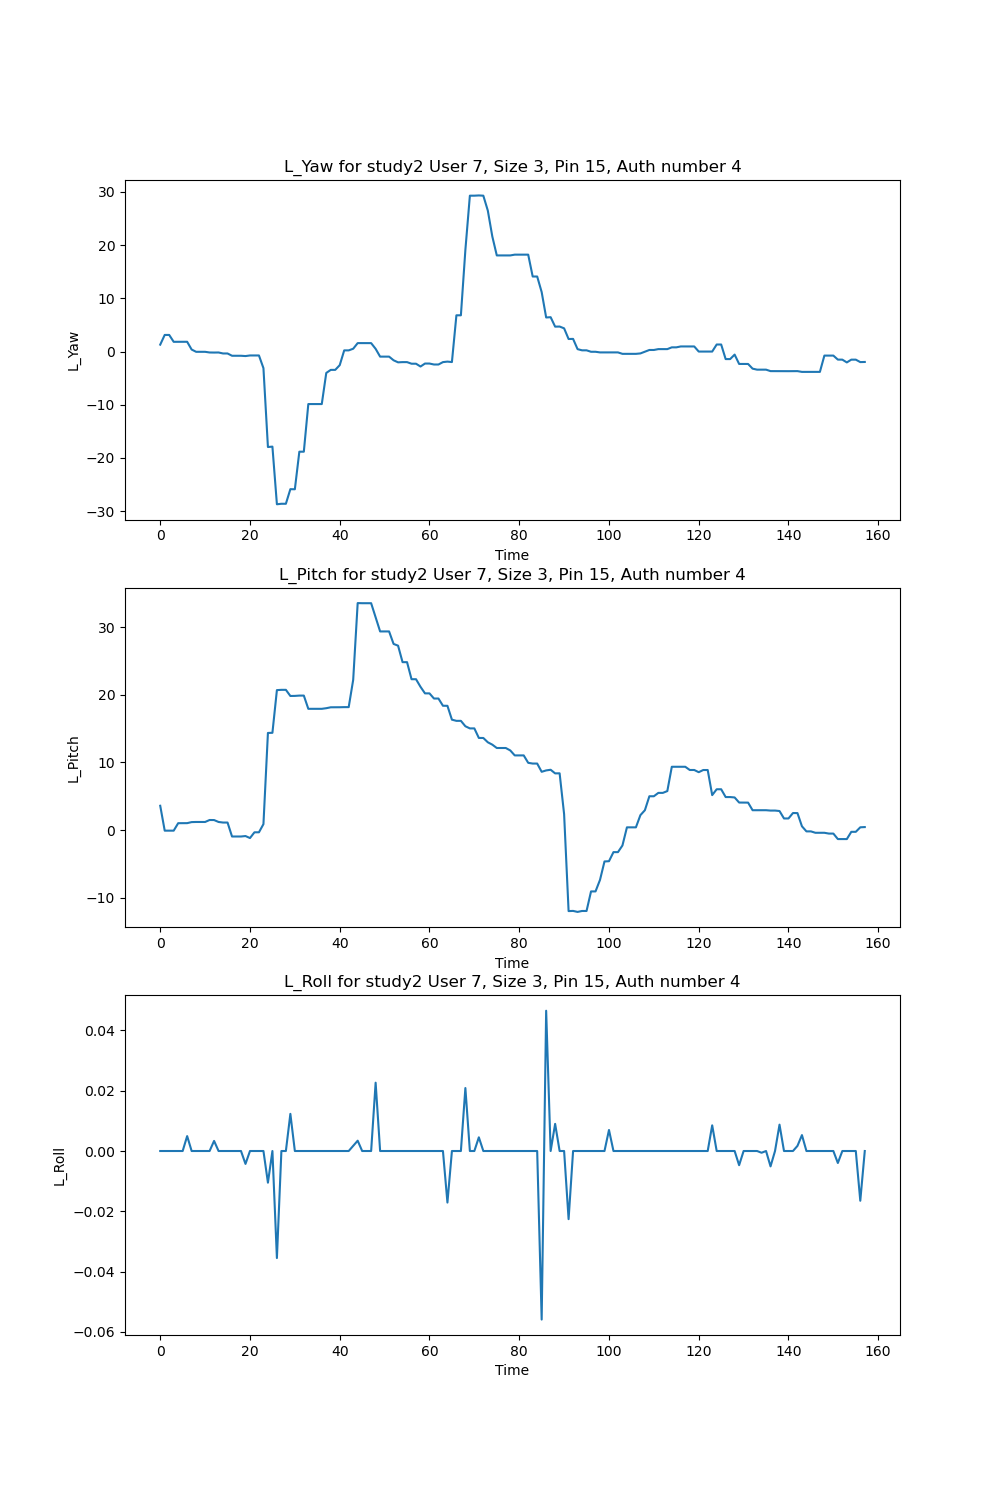 L_Yaw for study2 User 7, Size 3, Pin 15, Auth number 4
30
20
10
0
−10
−20
−30
L_Yaw
0 20 40 60 80 100 120 140 160
Time
L_Pitch for study2 User 7, Size 3, Pin 15, Auth number 4
30
20
10
0
−10
L_Pitch
0 20 40 60 80 100 120 140 160
Time
L_Roll for study2 User 7, Size 3, Pin 15, Auth number 4
0.04
0.02
0.00
−0.02
−0.04
−0.06
L_Roll
0 20 40 60 80 100 120 140 160
Time